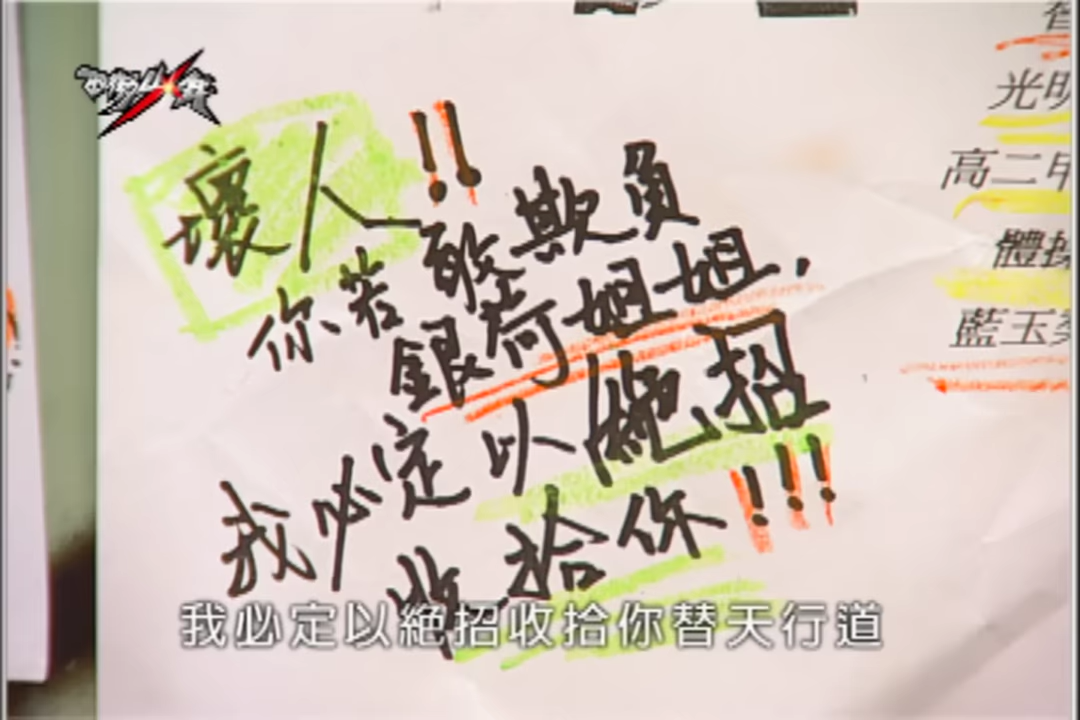 壞人!!
你若敢欺負
銀荷姐姐,
我必定以絕招
收拾你!!!
光明
高二甲
體操
藍玉
我必定以絕招收拾你替天行道